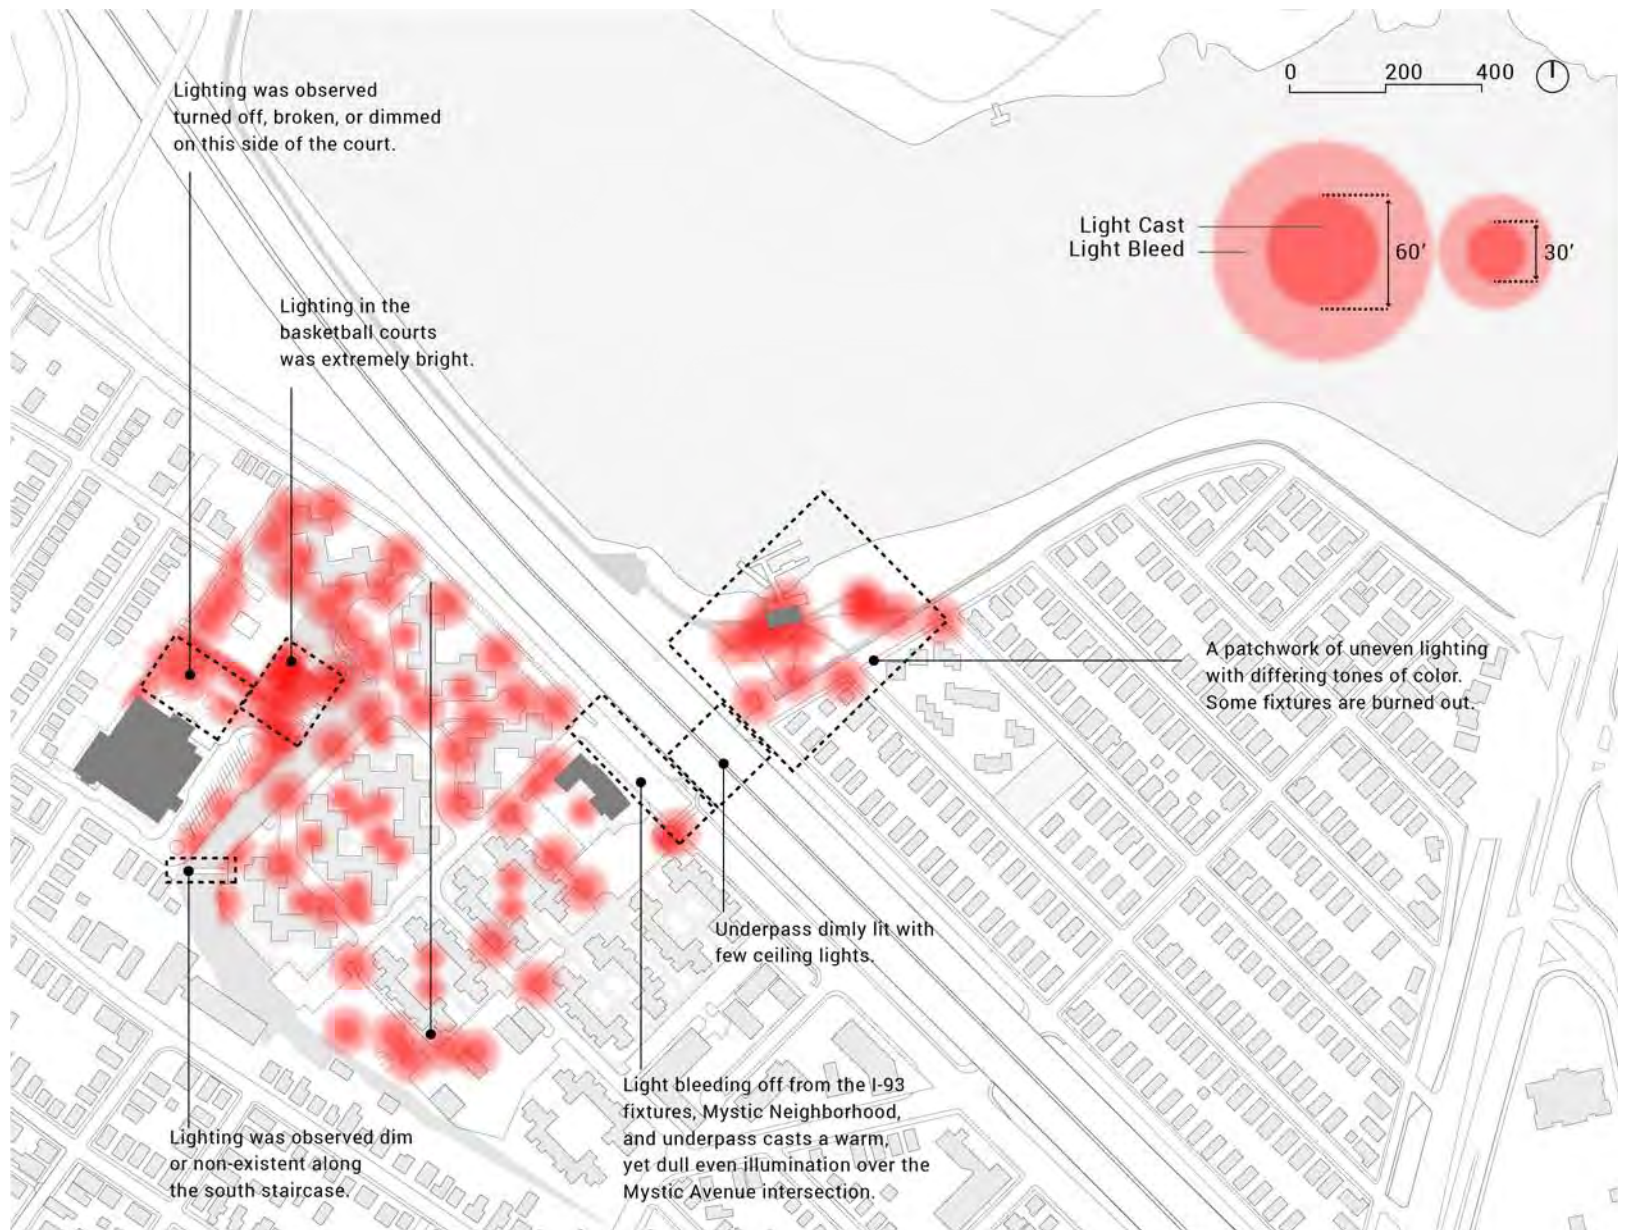 Lighting was observed
turned off, broken, or dimmed
on this side of the court.
0 200 400
Light Cast
Light Bleed
60'
30'
Lighting in the
basketball courts
was extremely bright.
A patchwork of uneven lighting
with differing tones of color.
Some fixtures are burned out.
Underpass dimly lit with
few ceiling lights.
Light bleeding off from the I-93
fixtures, Mystic Neighborhood,
and underpass casts a warm,
yet dull even illumination over the
Mystic Avenue intersection.
Lighting was observed dim
or non-existent along
the south staircase.